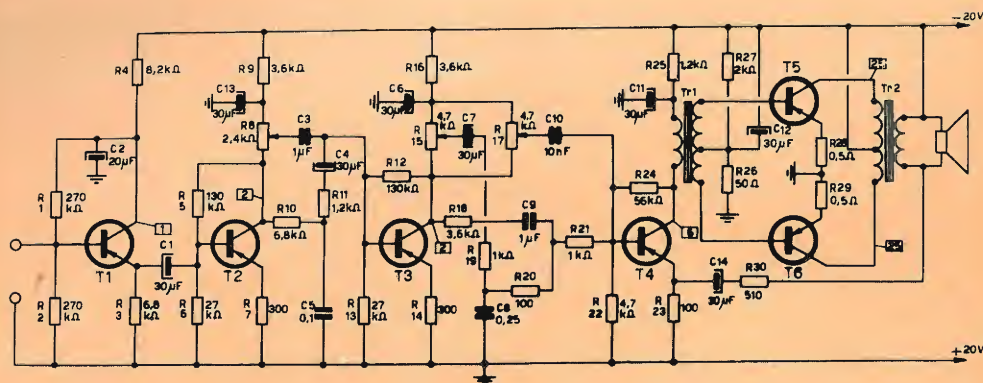 −20V
R4 8,2kΩ
R9 3,6kΩ
R16 3,6kΩ
R25 1,2kΩ
R27 2kΩ
T5
25
Tr2
C13 30μF
C6 30μF
C11 30μF
Tr1
C12 30μF
C2 20μF
R8 2,4kΩ
C3 1μF
C4 30μF
R 15 4,7 kΩ
C7 30μF
R 17 4,7 kΩ
C10 10nF
R28 0,5Ω
R 1 270 kΩ
R 5 130 kΩ
2
R11 1,2kΩ
R12 130kΩ
R24 56kΩ
R26 50Ω
R29 0,5Ω
1
R10 6,8kΩ
R18 3,6kΩ
C9 1μF
2
R21 1kΩ
T1
C1 30μF
T2
T3
R 19 1kΩ
T4
T6
25
R20 100
C14 30μF
R30 510
R 2 270 kΩ
R 3 6,8 kΩ
R 6 27 kΩ
R 7 300
C5 0,1
R 13 27 kΩ
R 14 300
C8 0,25
R 22 4,7 kΩ
R 23 100
+20V